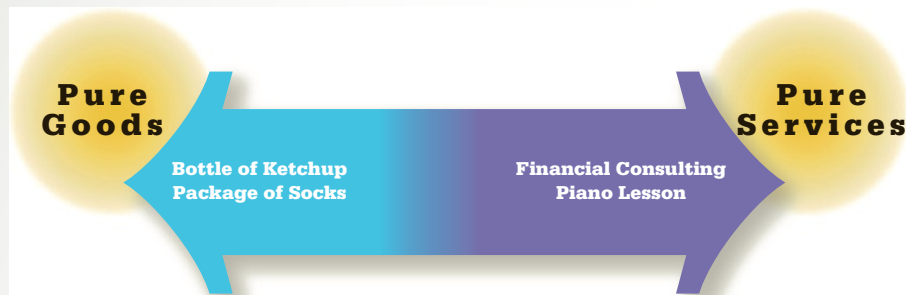 Pure
Goods
Bottle of Ketchup
Package of Socks
Financial Consulting
Piano Lesson
Pure
Services